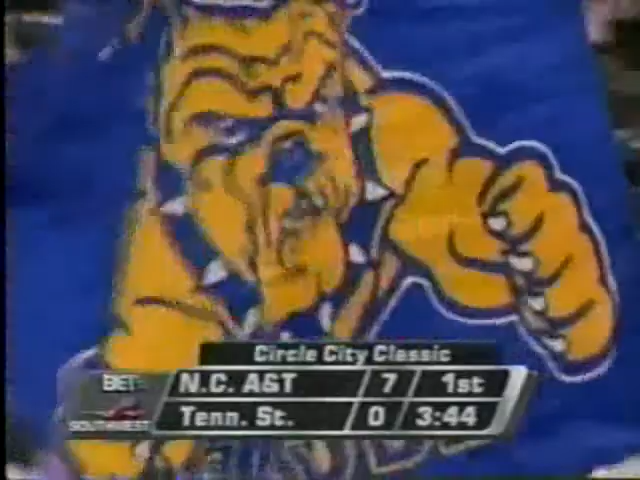 Circle City Classic
BET
N.C. A&T 7 1st
SOUTHWEST
Tenn. St. 0 3:44